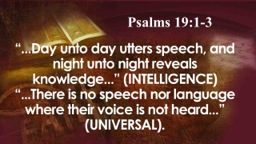 Psalms 19:1-3
“...Day unto day utters speech, and
night unto night reveals
knowledge...” (INTELLIGENCE)
“...There is no speech nor language
where their voice is not heard...”
(UNIVERSAL).